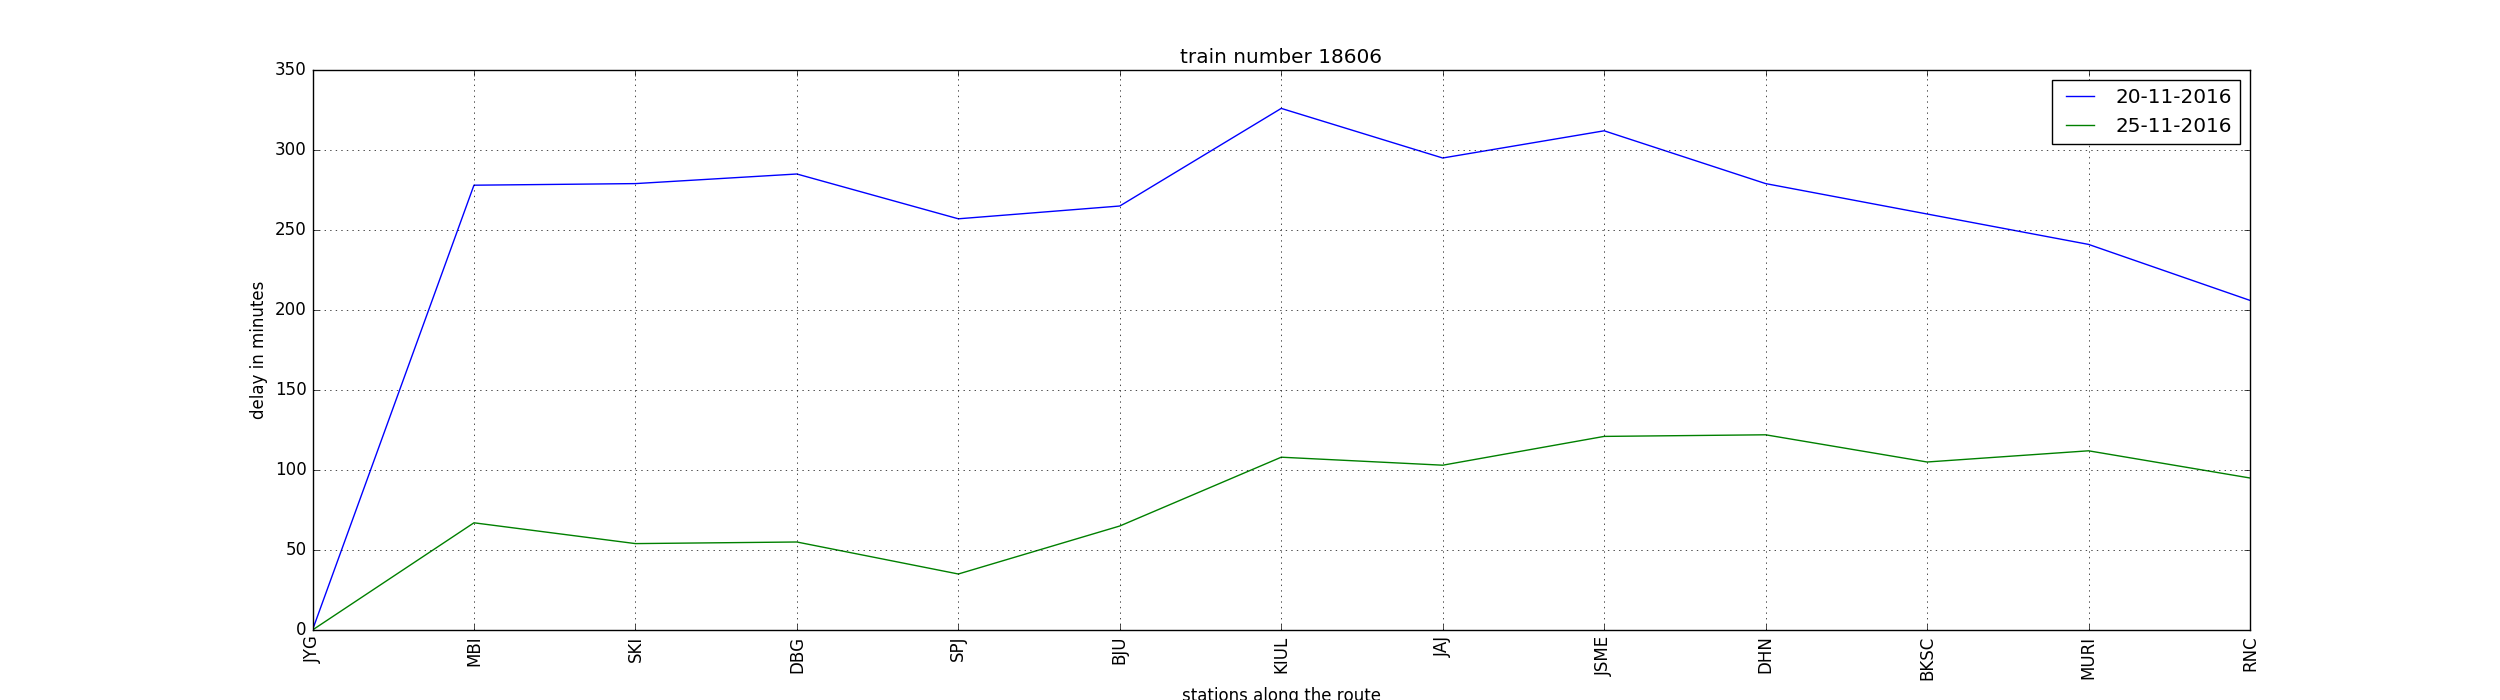 train number 18606
350
300
250
200
150
100
50
0
delay in minutes
20-11-2016
25-11-2016
JYG
MBI
SKI
DBG
SPJ
BJU
KIUL
JAJ
JSME
DHN
BKSC
MURI
RNC
stations along the route